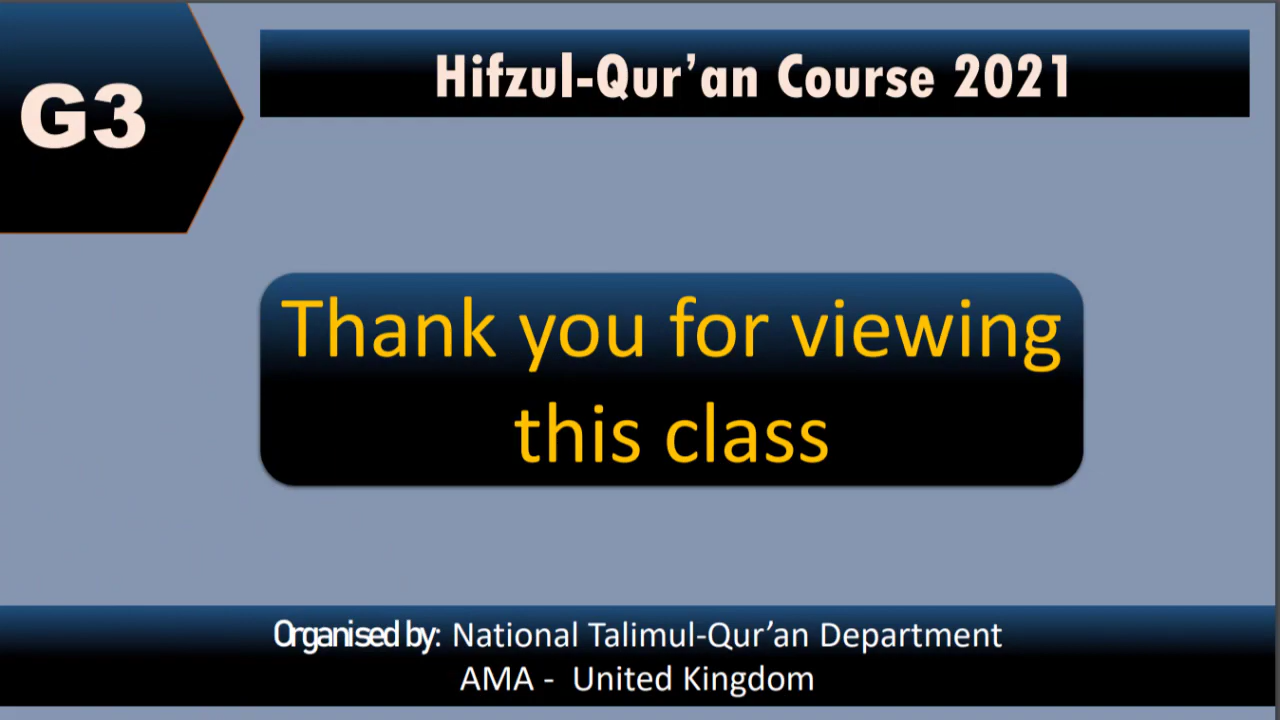 G3
Hifzul-Qur’an Course 2021
Thank you for viewing
this class
Organised by: National Talimul-Qur’an Department
AMA - United Kingdom